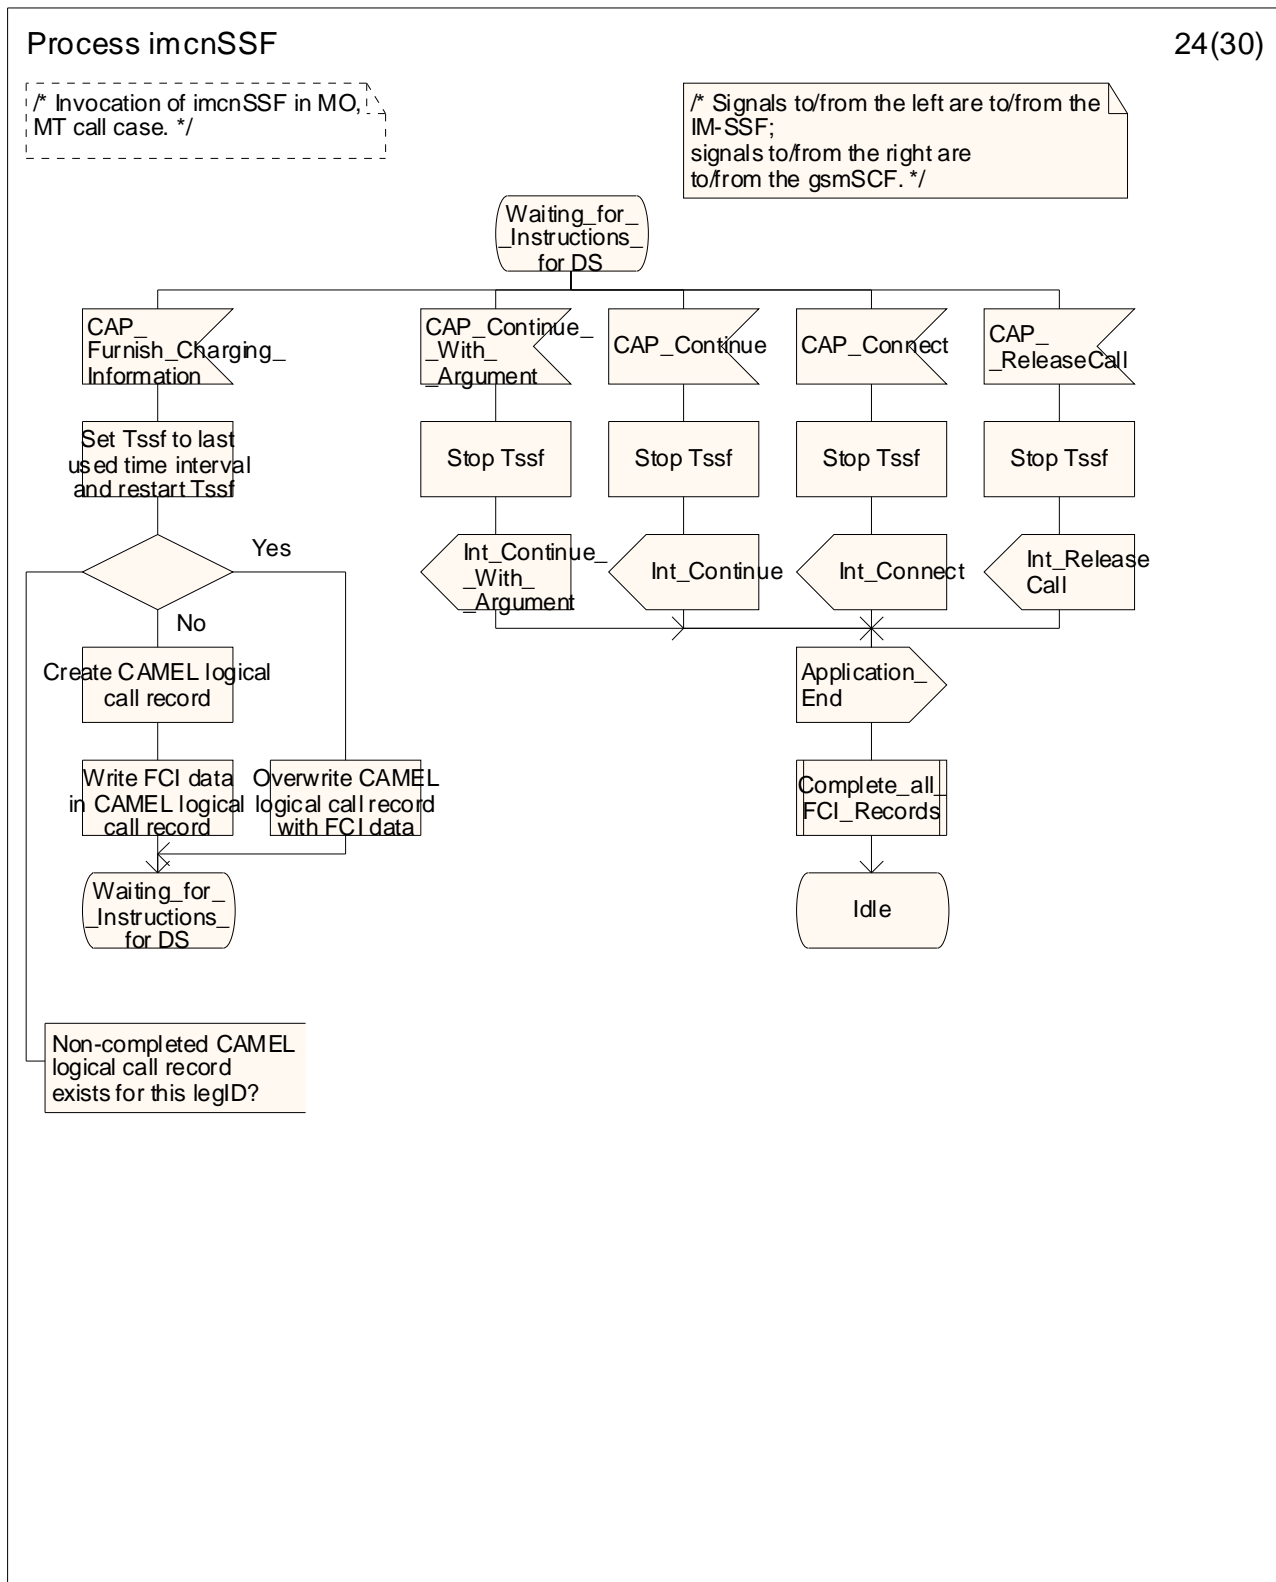 Process imcnSSF
24(30)
/* Invocation of imcnSSF in MO,
MT call case. */
/* Signals to/from the left are to/from the
IM-SSF;
signals to/from the right are
to/from the gsmSCF. */
Waiting_for_
_Instructions_
for DS
CAP_
Furnish_Charging_
Information
CAP_Continue_
_With_
_Argument
CAP_Continue
CAP_Connect
CAP_
_ReleaseCall
Set Tssf to last
used time interval
and restart Tssf
Stop Tssf
Stop Tssf
Stop Tssf
Stop Tssf
Yes
No
Int_Continue_
_With_
_Argument
Int_Continue
Int_Connect
Int_Release
Call
Create CAMEL logical
call record
Application_
End
Write FCI data
in CAMEL logical
call record
Overwrite CAMEL
logical call record
with FCI data
Complete_all_
FCI_Records
Waiting_for_
_Instructions_
for DS
Idle
Non-completed CAMEL
logical call record
exists for this legID?